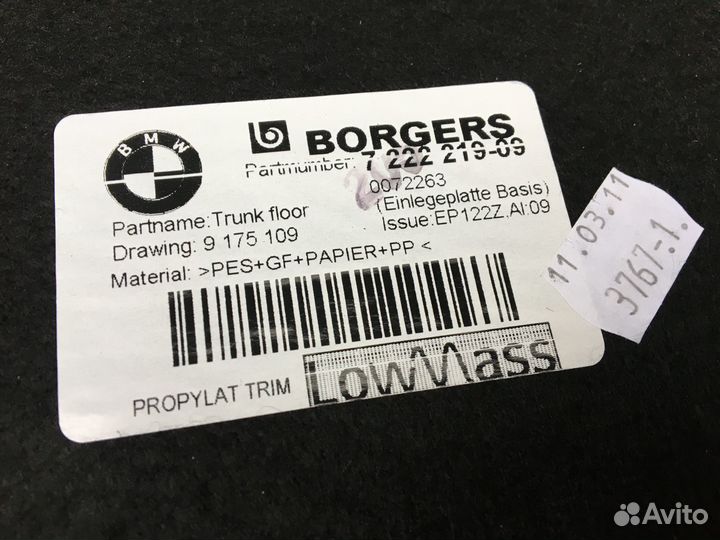 BMW
BORGERS
Partnumber: 7 222 219-09
0072263
Partname:Trunk floor
(Einlegeplatte Basis)
Drawing: 9 175 109
Issue:EP122Z.AI:09
Material: >PES+GF+PAPIER+PP<
PROPYLAT TRIM
LowMass
11.03.11
3767-1.
Avito